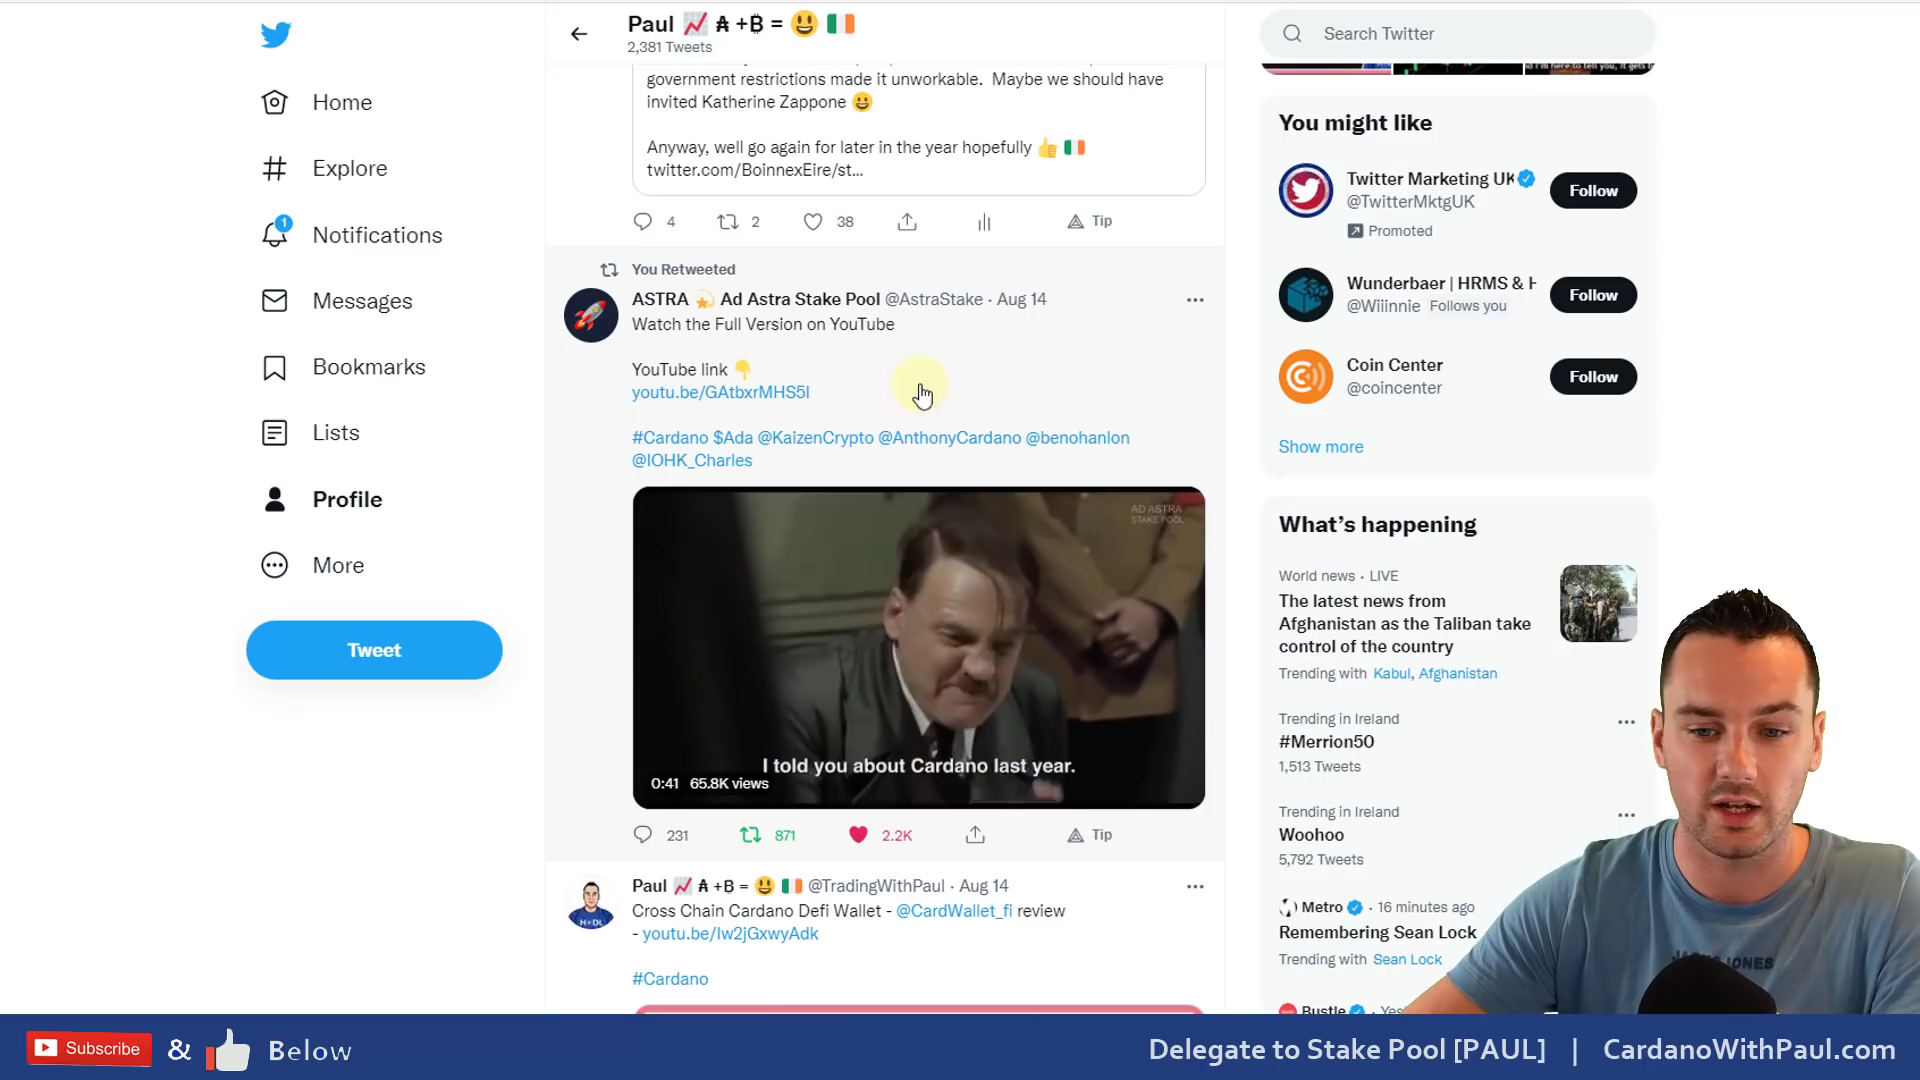 Paul 📈 ₳ +₿ = 😃 🇮🇪
2,381 Tweets
Home
Explore
1
Notifications
Messages
Bookmarks
Lists
Profile
More
Tweet
government restrictions made it unworkable. Maybe we should have
invited Katherine Zappone 😃
Anyway, well go again for later in the year hopefully 👍 🇮🇪
twitter.com/BoinnexEire/st...
4 2 38 Tip
You Retweeted
ASTRA 💫 Ad Astra Stake Pool @AstraStake · Aug 14
Watch the Full Version on YouTube
YouTube link 👇
youtu.be/GAtbxrMHS5I
#Cardano $Ada @KaizenCrypto @AnthonyCardano @benohanlon
@IOHK_Charles
AD ASTRA
STAKE POOL
I told you about Cardano last year.
0:41 65.8K views
231 871 2.2K Tip
Paul 📈 ₳ +B = 😃 🇮🇪 @TradingWithPaul · Aug 14
Cross Chain Cardano Defi Wallet - @CardWallet_fi review
- youtu.be/Iw2jGxwyAdk
#Cardano
HODL
Search Twitter
You might like
Twitter Marketing UK
@TwitterMktgUK
Promoted
Follow
Wunderbaer | HRMS & H
@Wiiinnie Follows you
Follow
Coin Center
@coincenter
Follow
Show more
What's happening
World news · LIVE
The latest news from
Afghanistan as the Taliban take
control of the country
Trending with Kabul, Afghanistan
Trending in Ireland
#Merrion50
1,513 Tweets
Trending in Ireland
Woohoo
5,792 Tweets
Metro · 16 minutes ago
Remembering Sean Lock
Trending with Sean Lock
Bustle
JONES
Subscribe & Below
Delegate to Stake Pool [PAUL] | CardanoWithPaul.com